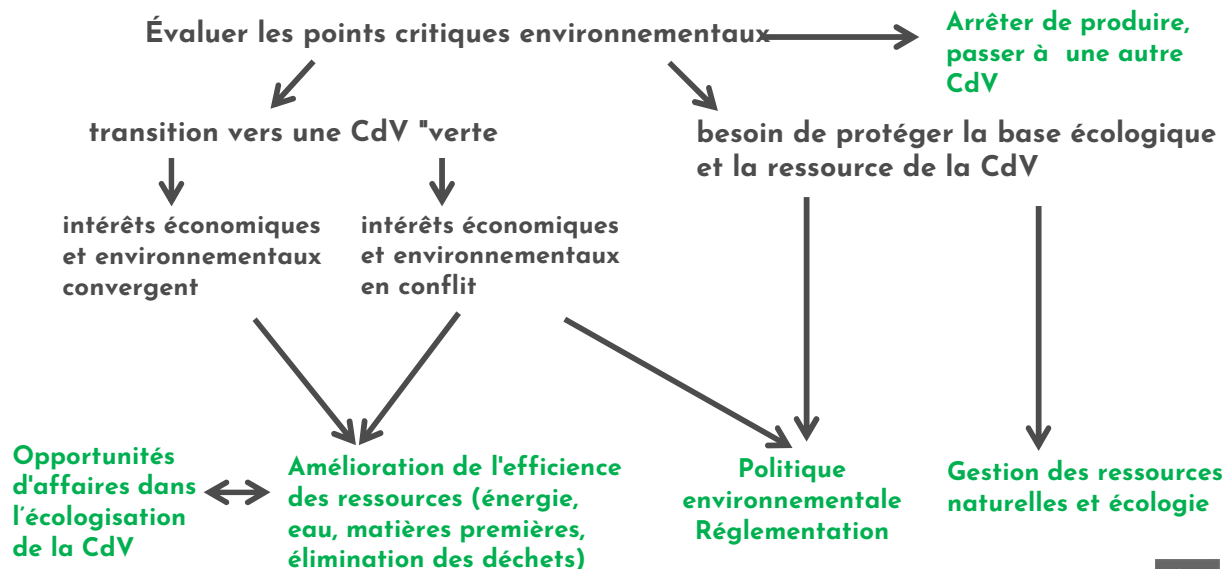 Évaluer les points critiques environnementaux
Arrêter de produire,
passer à une autre
CdV
transition vers une CdV "verte
besoin de protéger la base écologique
et la ressource de la CdV
intérêts économiques
et environnementaux
convergent
intérêts économiques
et environnementaux
en conflit
Opportunités
d'affaires dans
l'écologisation
de la CdV
Amélioration de l'efficience
des ressources (énergie,
eau, matières premières,
élimination des déchets)
Politique
environnementale
Réglementation
Gestion des ressources
naturelles et écologie